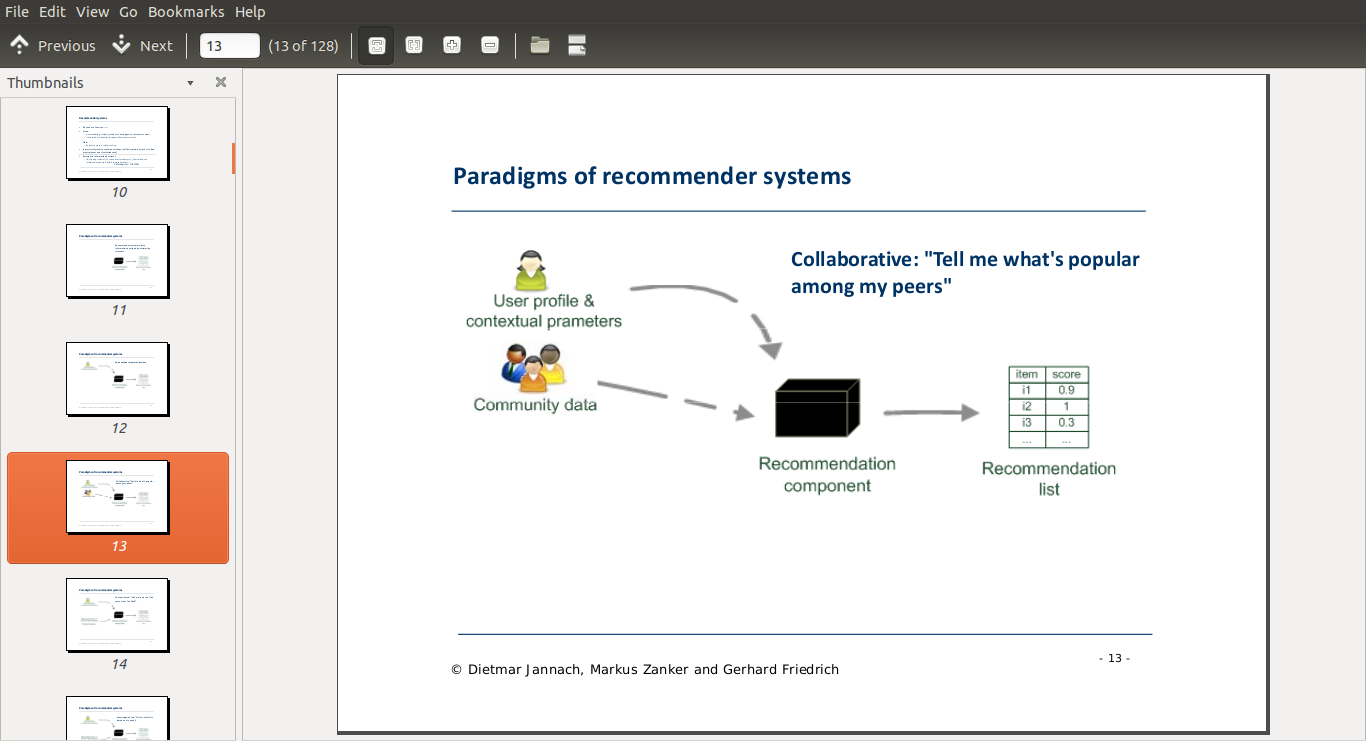 File Edit View Go Bookmarks Help
Previous Next 13 (13 of 128)
Thumbnails
10
11
12
13
14
Paradigms of recommender systems
Collaborative: "Tell me what's popular
among my peers"
User profile &
contextual prameters
Community data
Recommendation
component
item score
i1 0.9
i2 1
i3 0.3
... ...
Recommendation
list
- 13 -
© Dietmar Jannach, Markus Zanker and Gerhard Friedrich